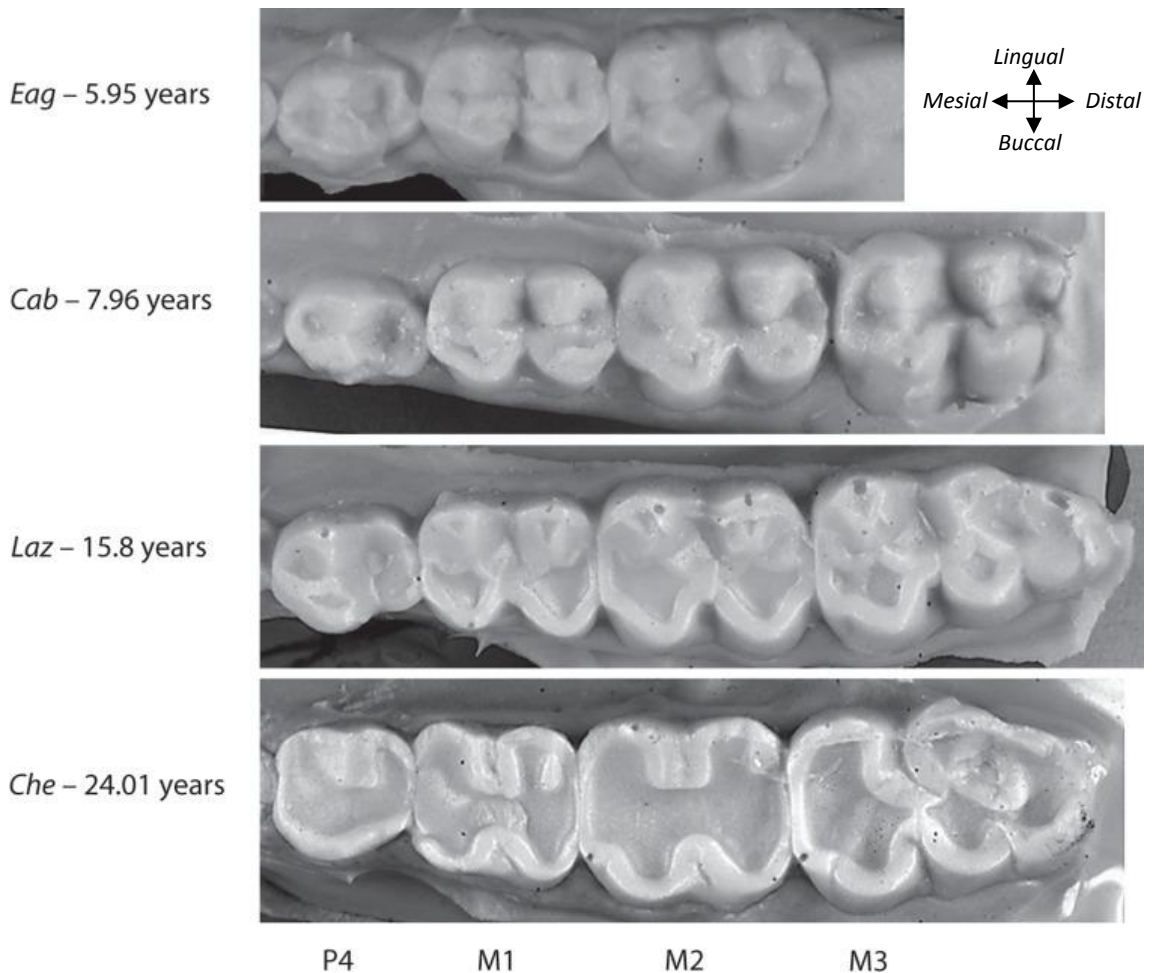 Eag – 5.95 years
Lingual
Mesial
Distal
Buccal
Cab – 7.96 years
Laz – 15.8 years
Che – 24.01 years
P4
M1
M2
M3